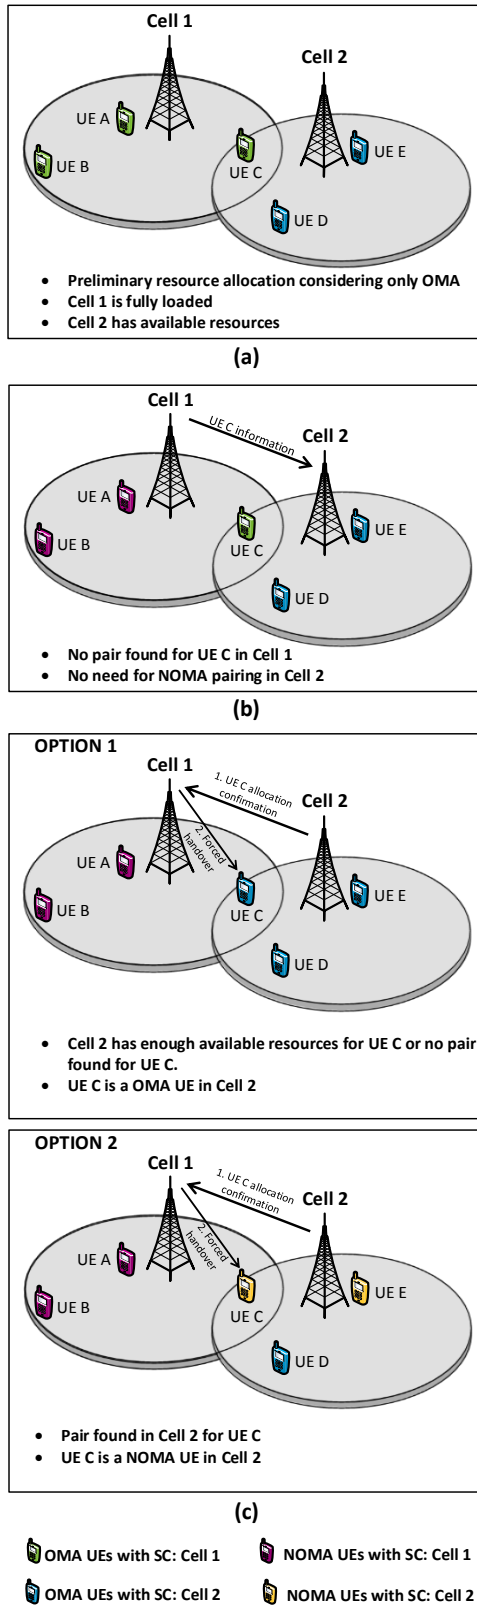 Cell 1
Cell 2
UE A
UE B
UE C
UE E
UE D
• Preliminary resource allocation considering only OMA
• Cell 1 is fully loaded
• Cell 2 has available resources
(a)
Cell 1
UE C information
Cell 2
UE A
UE B
UE C
UE E
UE D
• No pair found for UE C in Cell 1
• No need for NOMA pairing in Cell 2
(b)
OPTION 1
Cell 1
1. UE C allocation
confirmation
Cell 2
2. Forced
handover
UE A
UE B
UE C
UE E
UE D
• Cell 2 has enough available resources for UE C or no pair
found for UE C.
• UE C is a OMA UE in Cell 2
OPTION 2
Cell 1
1. UE C allocation
confirmation
Cell 2
2. Forced
handover
UE A
UE B
UE C
UE E
UE D
• Pair found in Cell 2 for UE C
• UE C is a NOMA UE in Cell 2
(c)
OMA UEs with SC: Cell 1
NOMA UEs with SC: Cell 1
OMA UEs with SC: Cell 2
NOMA UEs with SC: Cell 2